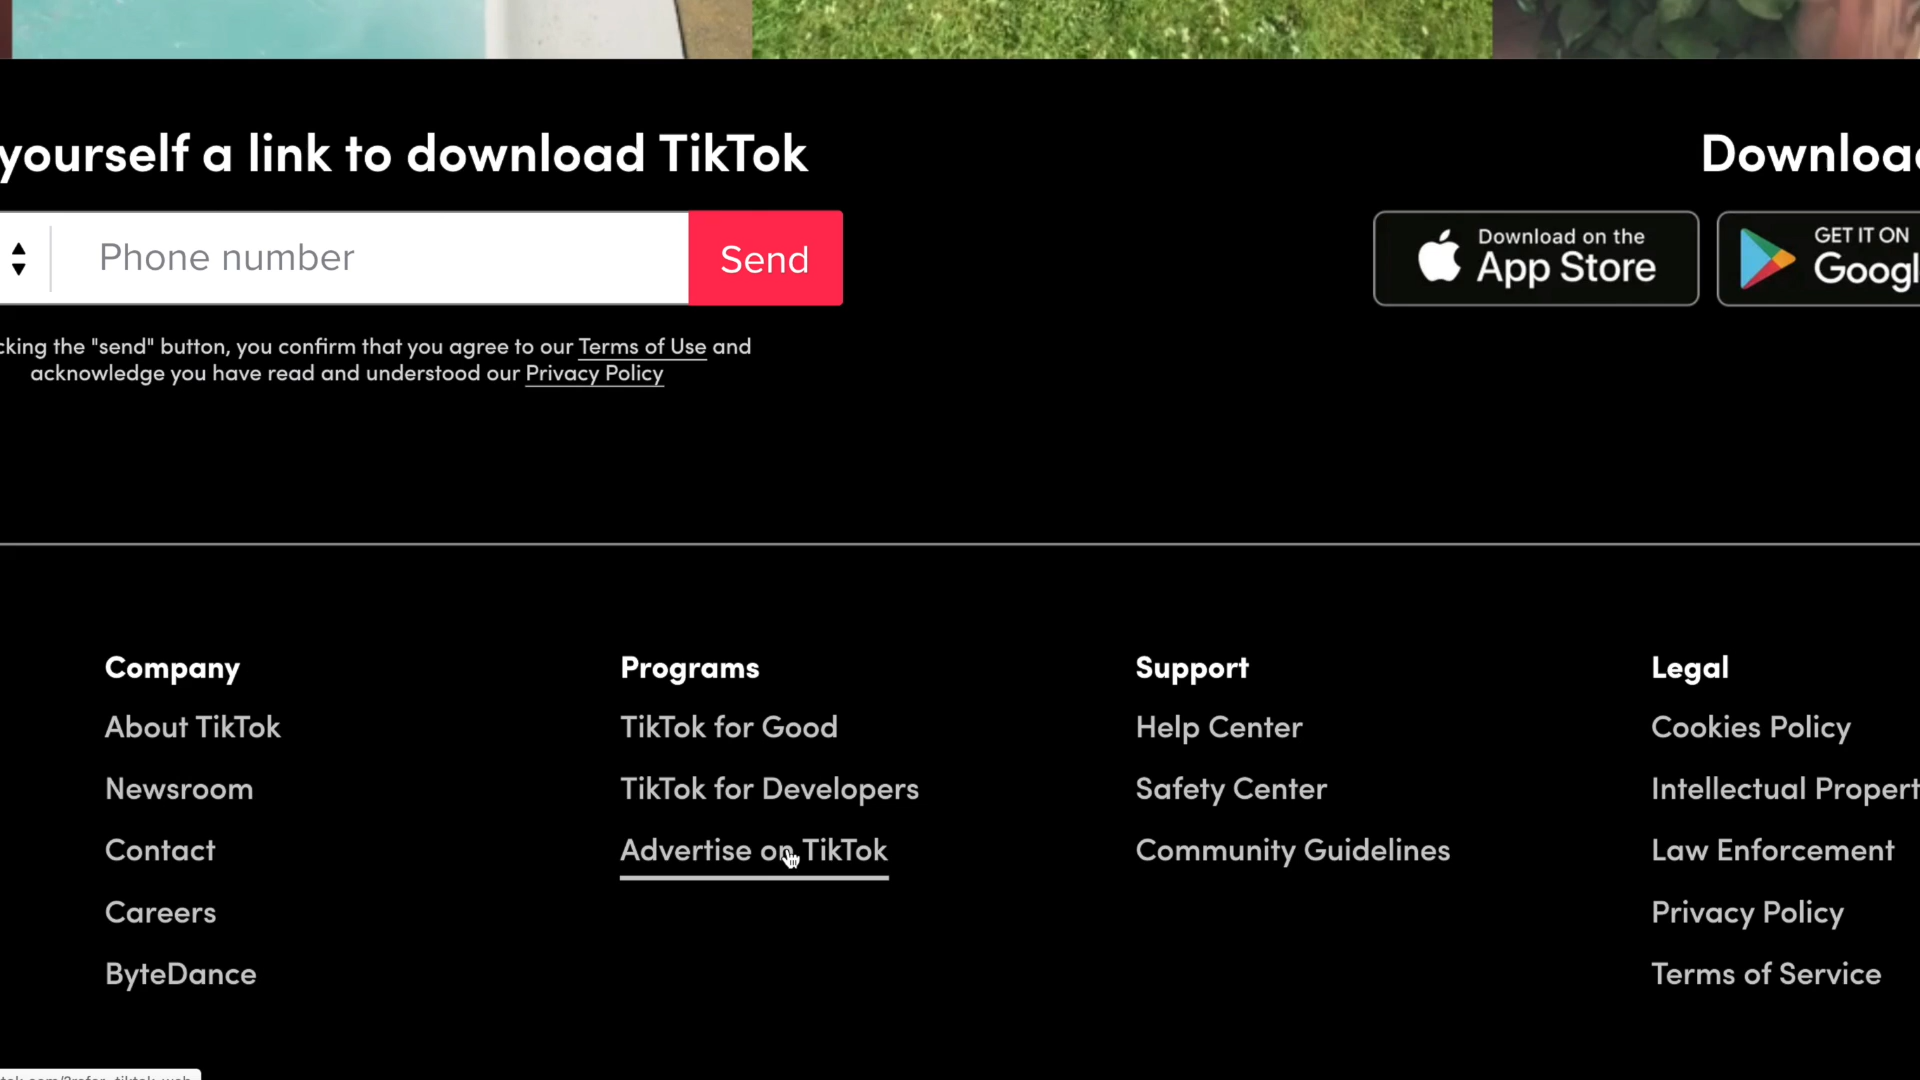 yourself a link to download TikTok
Download
Phone number
Send
Download on the
App Store
GET IT ON
Googl
cking the "send" button, you confirm that you agree to our Terms of Use and
acknowledge you have read and understood our Privacy Policy
Company
About TikTok
Newsroom
Contact
Careers
ByteDance
Programs
TikTok for Good
TikTok for Developers
Advertise on TikTok
Support
Help Center
Safety Center
Community Guidelines
Legal
Cookies Policy
Intellectual Propert
Law Enforcement
Privacy Policy
Terms of Service